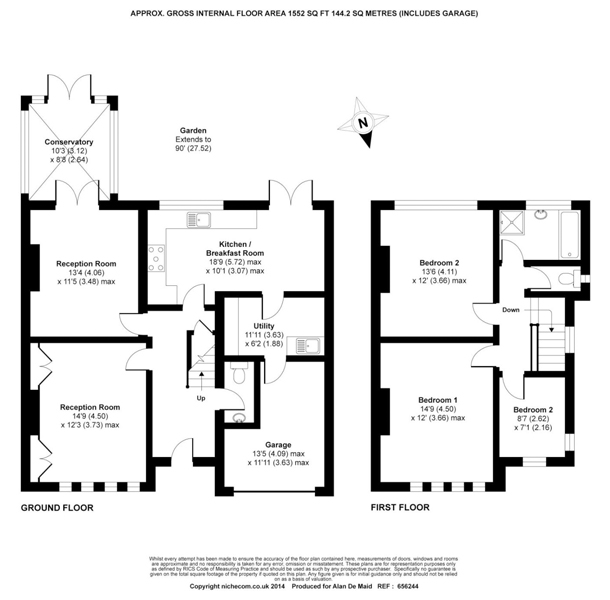 APPROX. GROSS INTERNAL FLOOR AREA 1552 SQ FT 144.2 SQ METRES (INCLUDES GARAGE)
Garden
Extends to
90' (27.52)
N
Conservatory
10'3 (3.12)
x 8'8 (2.64)
Reception Room
13'4 (4.06)
x 11'5 (3.48) max
Kitchen /
Breakfast Room
18'9 (5.72) max
x 10'1 (3.07) max
Utility
11'11 (3.63)
x 6'2 (1.88)
Up
Reception Room
14'9 (4.50)
x 12'3 (3.73) max
Garage
13'5 (4.09) max
x 11'11 (3.63) max
GROUND FLOOR
Bedroom 2
13'6 (4.11)
x 12' (3.66) max
Down
Bedroom 1
14'9 (4.50)
x 12' (3.66) max
Bedroom 2
8'7 (2.62)
x 7'1 (2.16)
FIRST FLOOR
Whilst every attempt has been made to ensure the accuracy of the floor plan contained here, measurements of doors, windows and rooms
are approximate and no responsibility is taken for any error, omission or misstatement. These plans are for representation purposes only
as defined by RICS Code of Measuring Practice and should be used as such by any prospective purchaser. Specifically no guarantee is
given on the total square footage of the property if quoted on this plan. Any figure given is for initial guidance only and should not be relied
on as a basis of valuation.
Copyright nichecom.co.uk 2014 Produced for Alan De Maid REF : 656244